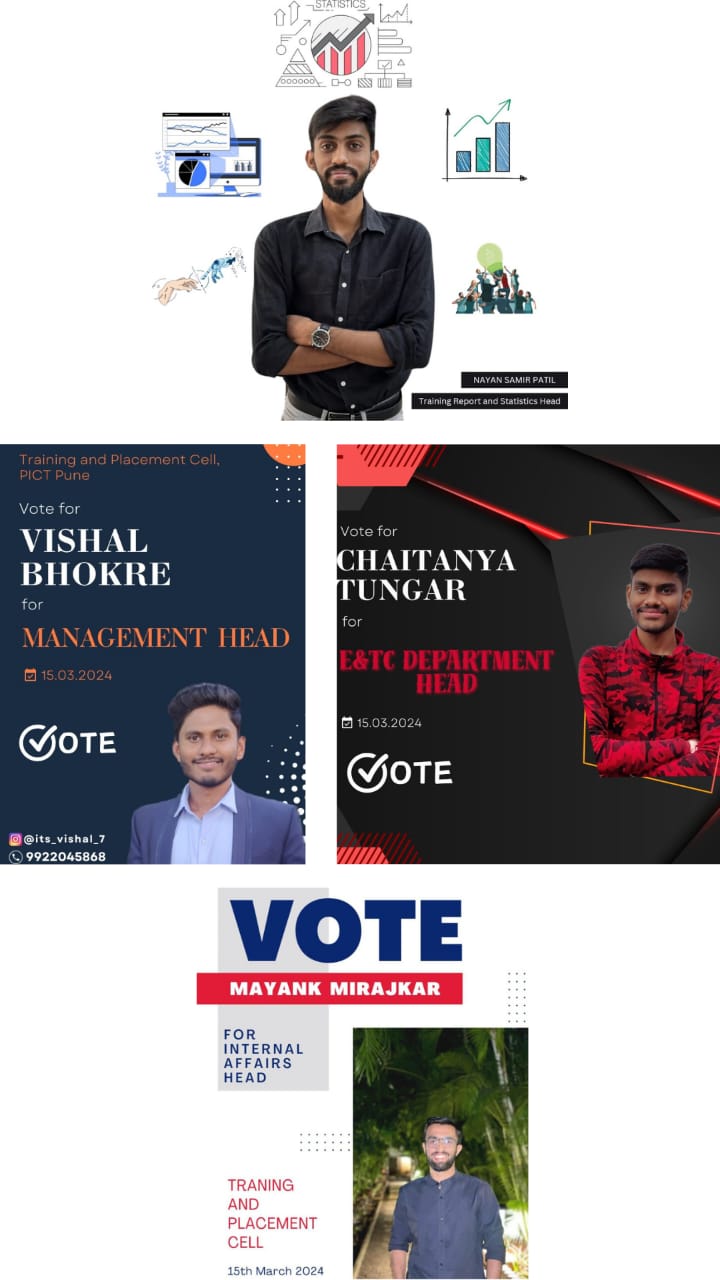 STATISTICS
NAYAN SAMIR PATIL
Training Report and Statistics Head
Training and Placement Cell,
PICT Pune
Vote for
VISHAL
BHOKRE
for
MANAGEMENT HEAD
15.03.2024
VOTE
@its_vishal_7
9922045868
Vote for
CHAITANYA
TUNGAR
for
E&TC DEPARTMENT
HEAD
15.03.2024
VOTE
VOTE
MAYANK MIRAJKAR
FOR
INTERNAL
AFFAIRS
HEAD
TRANING
AND
PLACEMENT
CELL
15th March 2024